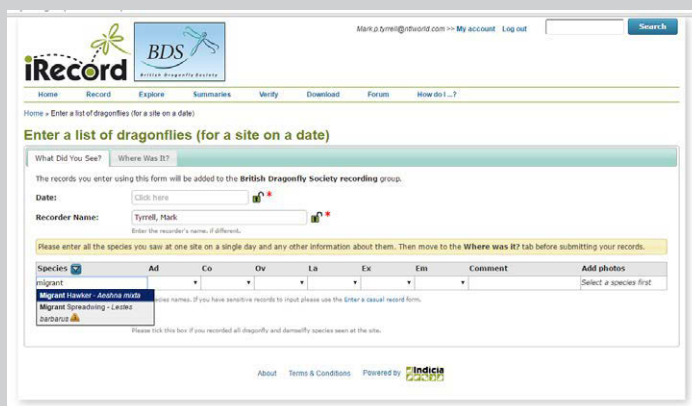 Mark.p.tyrrell@ntlworld.com >> My account Log out
Search
iRecord
BDS
British Dragonfly Society
Home Record Explore Summaries Verify Download Forum How do I ...?
Home » Enter a list of dragonflies (for a site on a date)
Enter a list of dragonflies (for a site on a date)
What Did You See? Where Was It?
The records you enter using this form will be added to the British Dragonfly Society recording group.
Date: Click here *
Recorder Name: Tyrrell, Mark *
Enter the recorder's name, if different.
Please enter all the species you saw at one site on a single day and any other information about them. Then move to the Where was it? tab before submitting your records.
Species Ad Co Ov La Ex Em Comment Add photos
migrant Select a species first
Migrant Hawker - Aeshna mixta
Migrant Spreadwing - Lestes barbarus
species names. If you have sensitive records to input please use the Enter a casual record form.
Please tick this box if you recorded all dragonfly and damselfly species seen at the site.
About Terms & Conditions Powered by Indicia